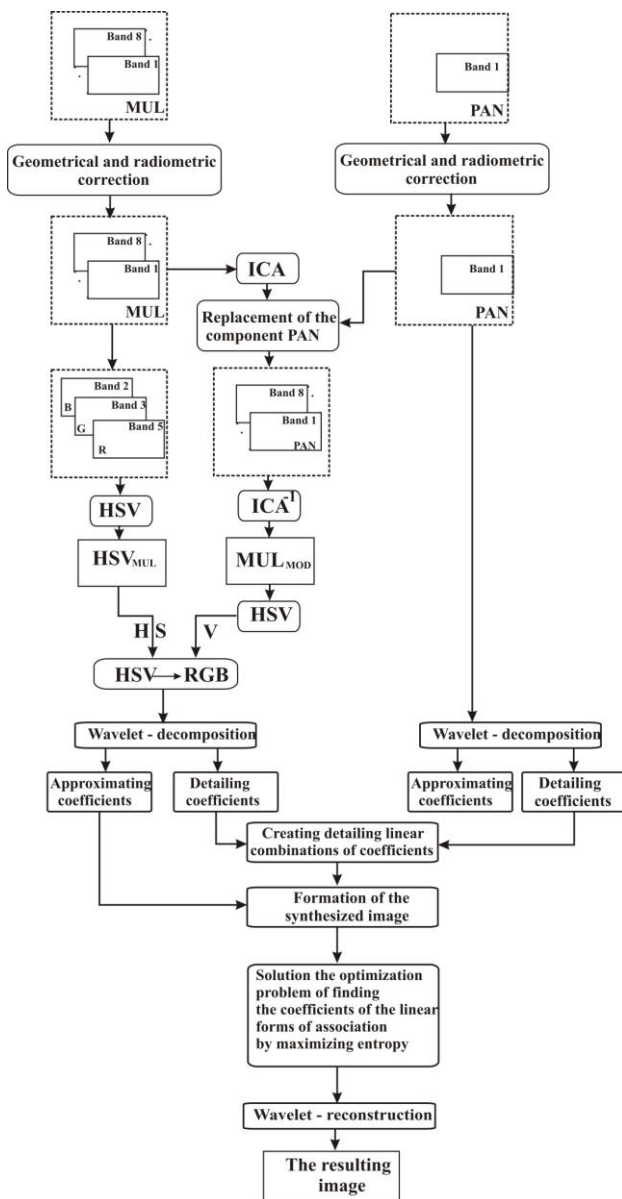 Band 8
Band 1
MUL
Band 1
PAN
Geometrical and radiometric
correction
Geometrical and radiometric
correction
Band 8
Band 1
MUL
ICA
Band 1
PAN
Replacement of the
component PAN
Band 2
B
Band 3
G
Band 5
R
Band 8
Band 1
PAN
HSV
ICA-1
HSVMUL
MULMOD
HSV
H S
V
HSV → RGB
Wavelet - decomposition
Wavelet - decomposition
Approximating
coefficients
Detailing
coefficients
Approximating
coefficients
Detailing
coefficients
Creating detailing linear
combinations of coefficients
Formation of the
synthesized image
Solution the optimization
problem of finding
the coefficients of the linear
forms of association
by maximizing entropy
Wavelet - reconstruction
The resulting
image